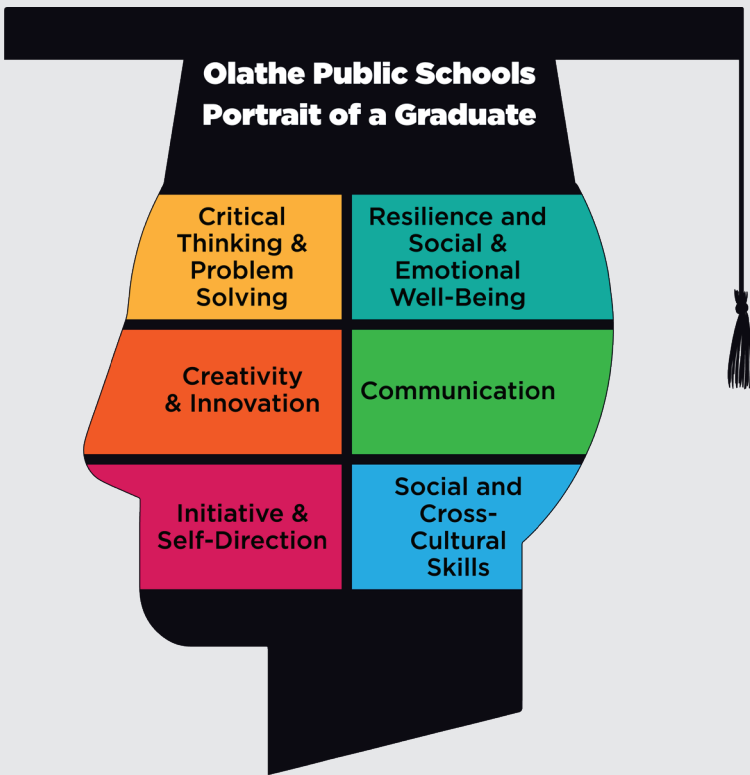 Olathe Public Schools
Portrait of a Graduate
Critical
Thinking &
Problem
Solving
Resilience and
Social &
Emotional
Well-Being
Creativity
& Innovation
Communication
Initiative &
Self-Direction
Social and
Cross-
Cultural
Skills